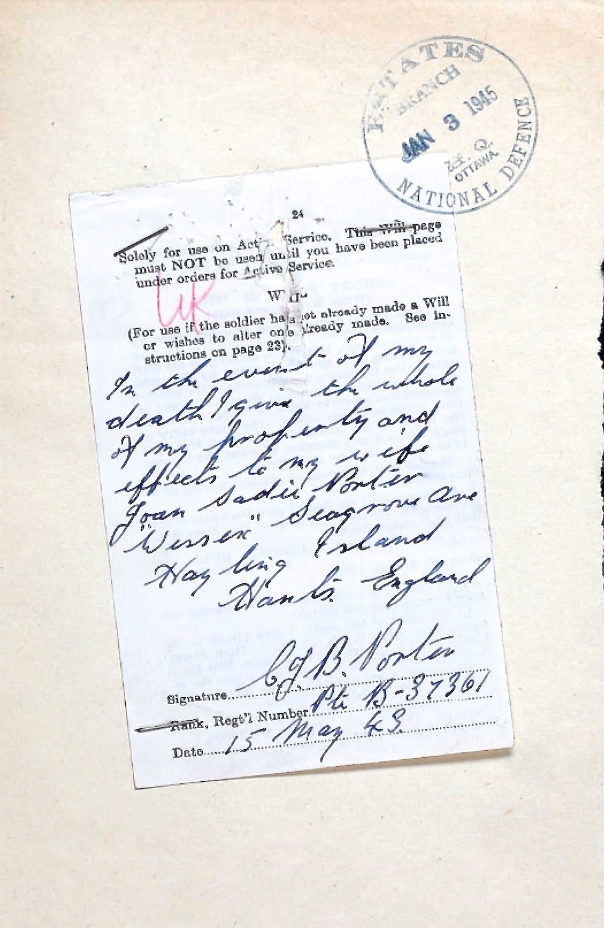 ESTATES
BRANCH
JAN 3 1945
OTTAWA.
NATIONAL DEFENCE
24
Solely for use on Active Service. This Will page
must NOT be used until you have been placed
under orders for Active Service.
WILL
(For use if the soldier has not already made a Will
or wishes to alter one already made. See in-
structions on page 23).
In the event of my
death I give the whole
of my property and
effects to my wife
Joan Sadie Porter
"Wessex" Seagrove Ave
Hayling Island
Hants. England
Signature C J B. Porter
Rank, Regt'l Number Pte B-37361
Date 15 May 43.